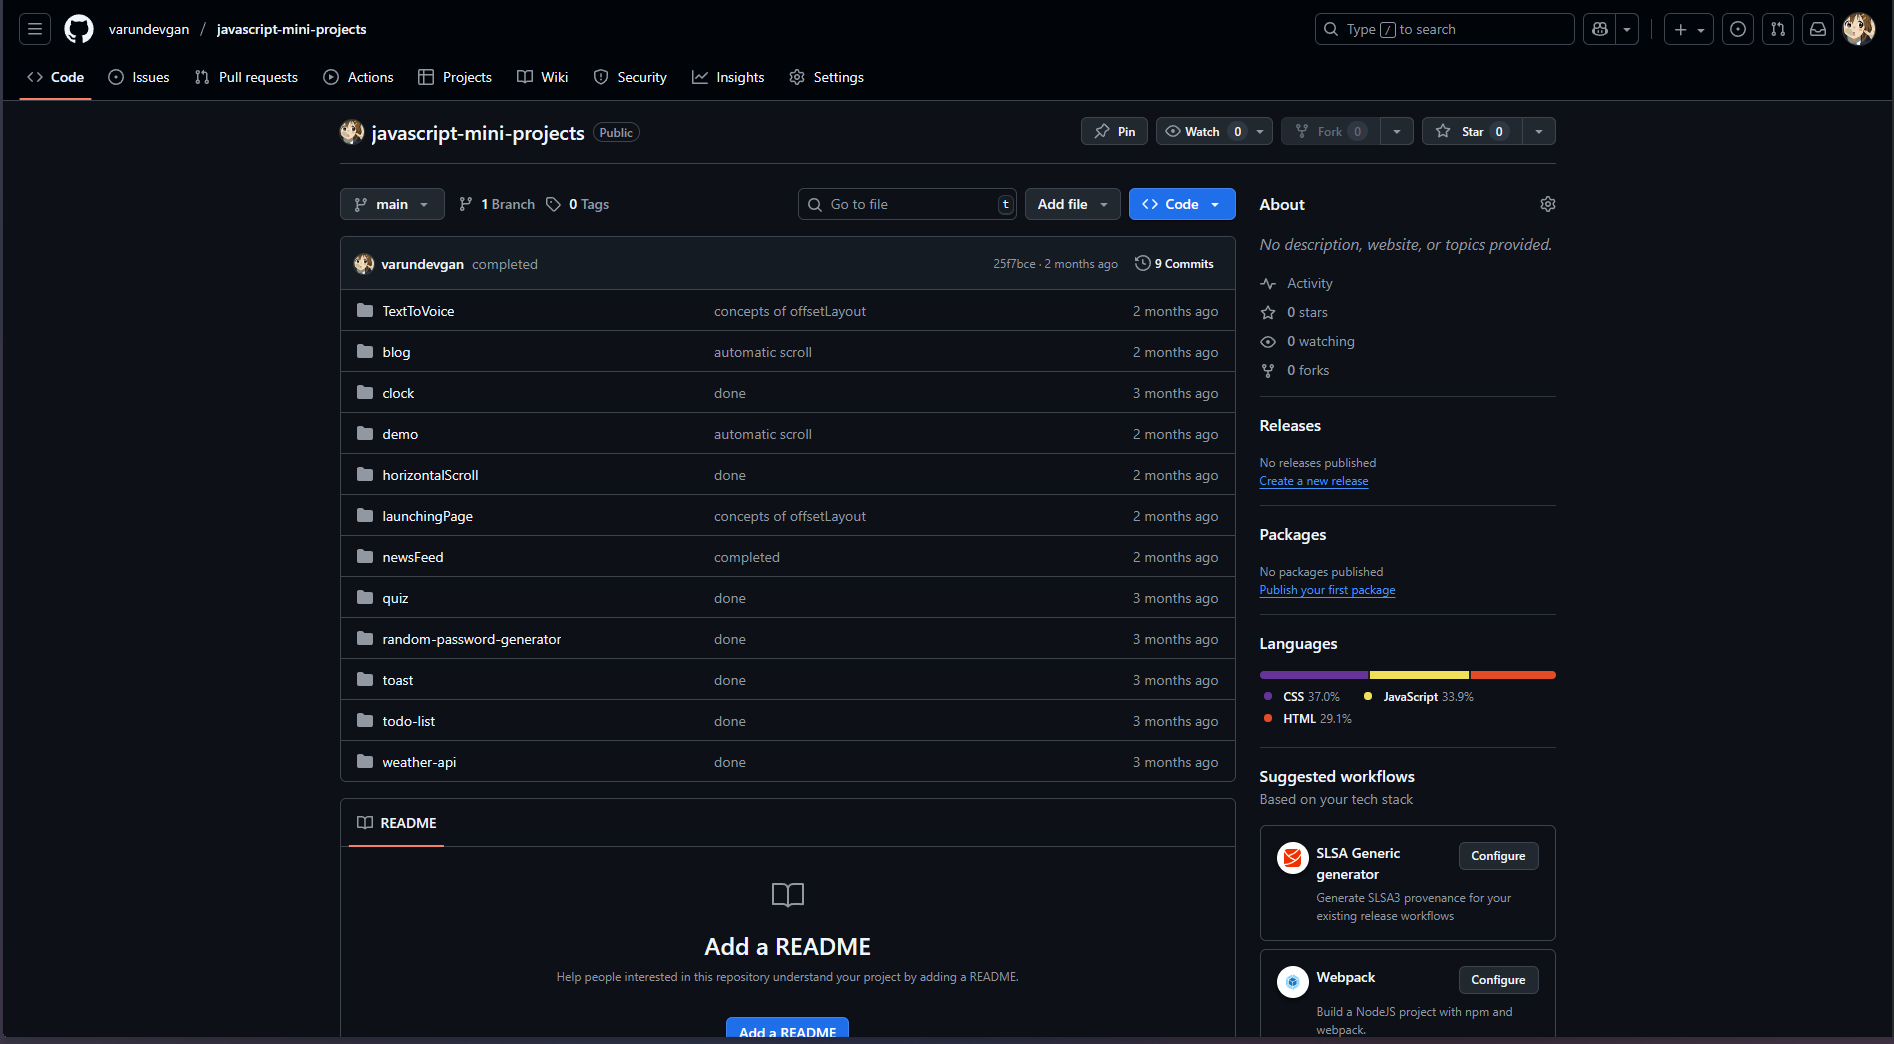 varundevgan / javascript-mini-projects
Type / to search
Code
Issues
Pull requests
Actions
Projects
Wiki
Security
Insights
Settings
javascript-mini-projects Public
Pin
Watch 0
Fork 0
Star 0
main
1 Branch
0 Tags
Go to file t
Add file
Code
varundevgan completed 25f7bce · 2 months ago 9 Commits
TextToVoice concepts of offsetLayout 2 months ago
blog automatic scroll 2 months ago
clock done 3 months ago
demo automatic scroll 2 months ago
horizontalScroll done 2 months ago
launchingPage concepts of offsetLayout 2 months ago
newsFeed completed 2 months ago
quiz done 3 months ago
random-password-generator done 3 months ago
toast done 3 months ago
todo-list done 3 months ago
weather-api done 3 months ago
README
Add a README
Help people interested in this repository understand your project by adding a README.
Add a README
About
No description, website, or topics provided.
Activity
0 stars
0 watching
0 forks
Releases
No releases published
Create a new release
Packages
No packages published
Publish your first package
Languages
CSS 37.0% JavaScript 33.9%
HTML 29.1%
Suggested workflows
Based on your tech stack
SLSA Generic
generator
Configure
Generate SLSA3 provenance for your
existing release workflows
Webpack
Configure
Build a NodeJS project with npm and
webpack.